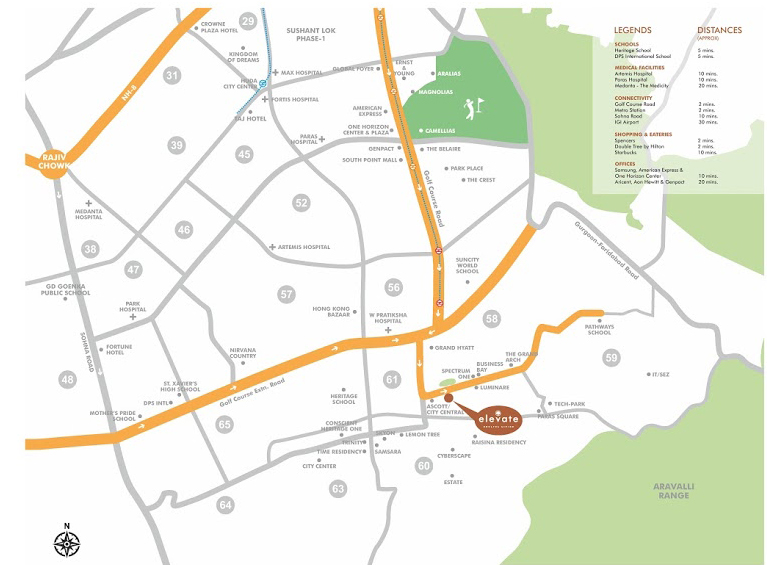 CROWNE
PLAZA HOTEL
29
SUSHANT LOK
PHASE-1
KINGDOM
OF DREAMS
31
MAX HOSPITAL
HUDA
CITY CENTER
FORTIS HOSPITAL
TAJ HOTEL
GLOBAL FOYER
ERNST
& YOUNG
ARALIAS
MAGNOLIAS
AMERICAN
EXPRESS
ONE HORIZON
CENTER & PLAZA
CAMELLIAS
GENPACT
THE BELAIRE
SOUTH POINT MALL
PARK PLACE
THE CREST
PARAS
HOSPITAL
NH-8
RAJIV
CHOWK
39
45
52
Golf Course Road
MEDANTA
HOSPITAL
46
38
47
ARTEMIS HOSPITAL
SUNCITY
WORLD
SCHOOL
Gurgaon-Faridabad Road
GD GOENKA
PUBLIC SCHOOL
57
56
58
PARK
HOSPITAL
HONG KONG
BAZAAR
W PRATIKSHA
HOSPITAL
PATHWAYS
SCHOOL
SOHNA ROAD
FORTUNE
HOTEL
NIRVANA
COUNTRY
GRAND HYATT
THE GRAND
ARCH
BUSINESS
BAY
SPECTRUM
ONE
59
IT/SEZ
48
ST. XAVIER'S
HIGH SCHOOL
DPS INTL.
MOTHER'S PRIDE
SCHOOL
Golf Course Extn. Road
61
LUMINARE
HERITAGE
SCHOOL
ASCOTT/
CITY CENTRAL
elevate
TECH-PARK
PARAS SQUARE
65
CONSCIENT
HERITAGE ONE
TRINITY
TIME RESIDENCY
CITY CENTER
SAMSARA
LEMON TREE
RAISINA RESIDENCY
CYBERSCAPE
60
ESTATE
63
64
ARAVALLI
RANGE
N
LEGENDS DISTANCES
(APPROX)
SCHOOLS
Heritage School 5 mins.
DPS International School 5 mins.
MEDICAL FACILITIES
Artemis Hospital 10 mins.
Paras Hospital 10 mins.
Medanta - The Medicity 20 mins.
CONNECTIVITY
Golf Course Road 2 mins.
Metro Station 2 mins.
Sohna Road 10 mins.
IGI Airport 30 mins.
SHOPPING & EATERIES
Spencers 2 mins.
Double Tree by Hilton 2 mins.
Starbucks 10 mins.
OFFICES
Samsung, American Express &
One Horizon Center 10 mins.
Aricent, Aon Hewitt & Genpact 20 mins.